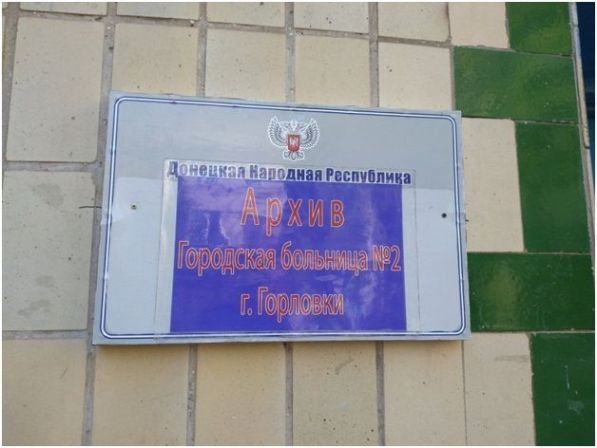 Донецкая Народная Республика
Архив
Городская больница №2
г. Горловки